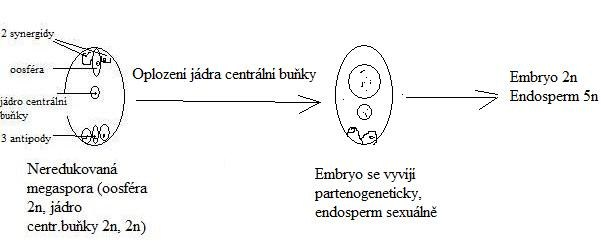 2 synergidy
oosféra
jádro centrální
buňky
3 antipody
Neredukovaná
megaspora (oosféra
2n, jádro
centr.buňky 2n, 2n)
Oplození jádra centrální buňky
Embryo se vyvíjí
partenogeneticky,
endosperm sexuálně
Embryo 2n
Endosperm 5n